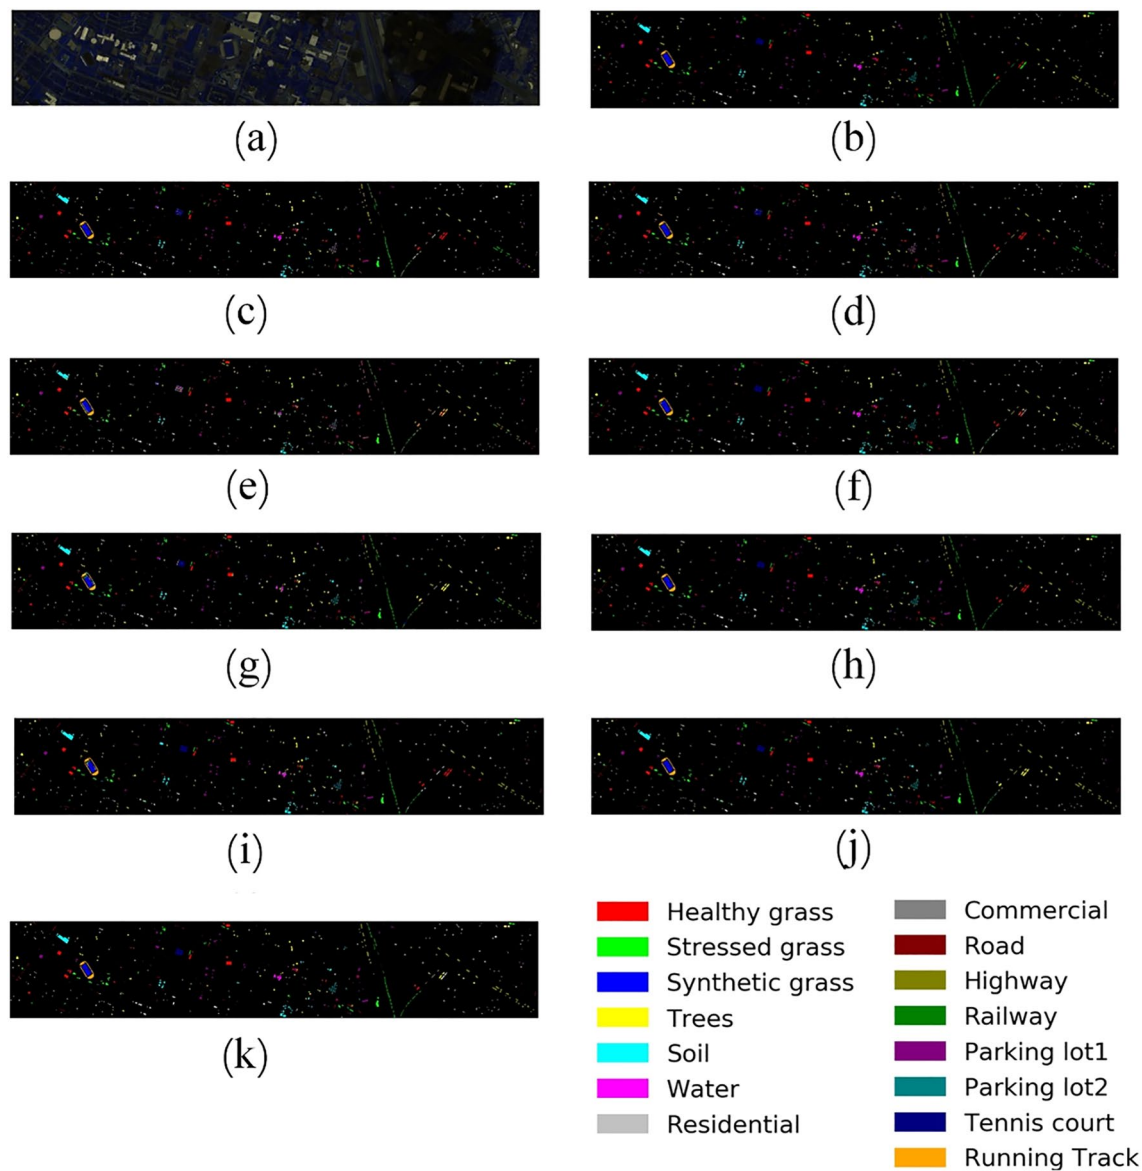 (a) (b)
(c) (d)
(e) (f)
(g) (h)
(i) (j)
(k)
Healthy grass
Stressed grass
Synthetic grass
Trees
Soil
Water
Residential
Commercial
Road
Highway
Railway
Parking lot1
Parking lot2
Tennis court
Running Track